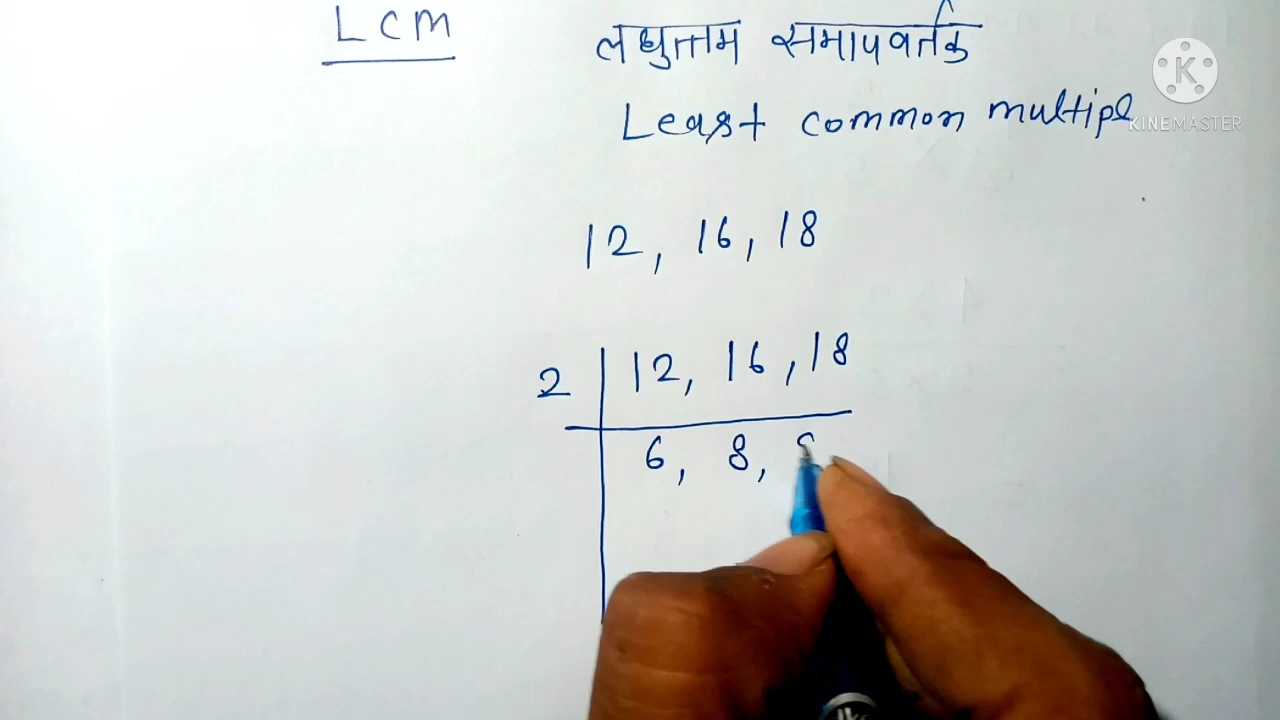 LCM
लघुत्तम समापवर्तक
Least common multiple
K
KINEMASTER
12, 16, 18
2 12, 16, 18
6, 8, 9